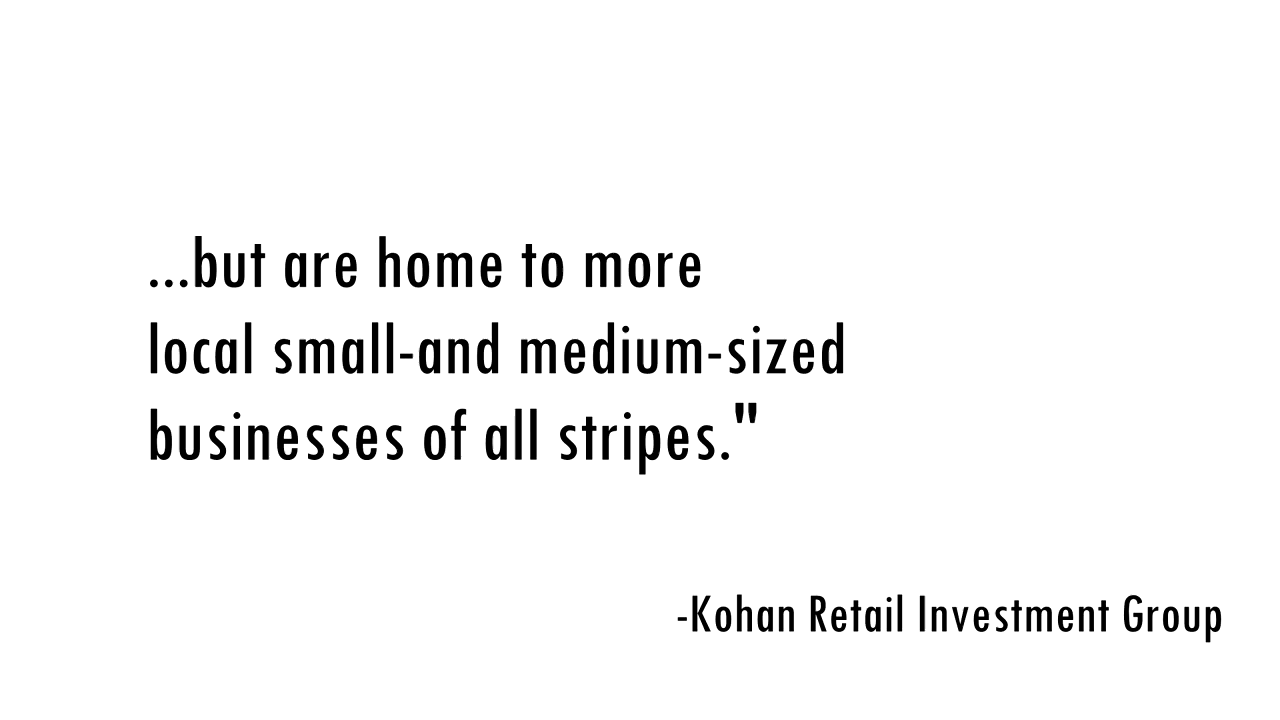 ...but are home to more
local small-and medium-sized
businesses of all stripes."
-Kohan Retail Investment Group